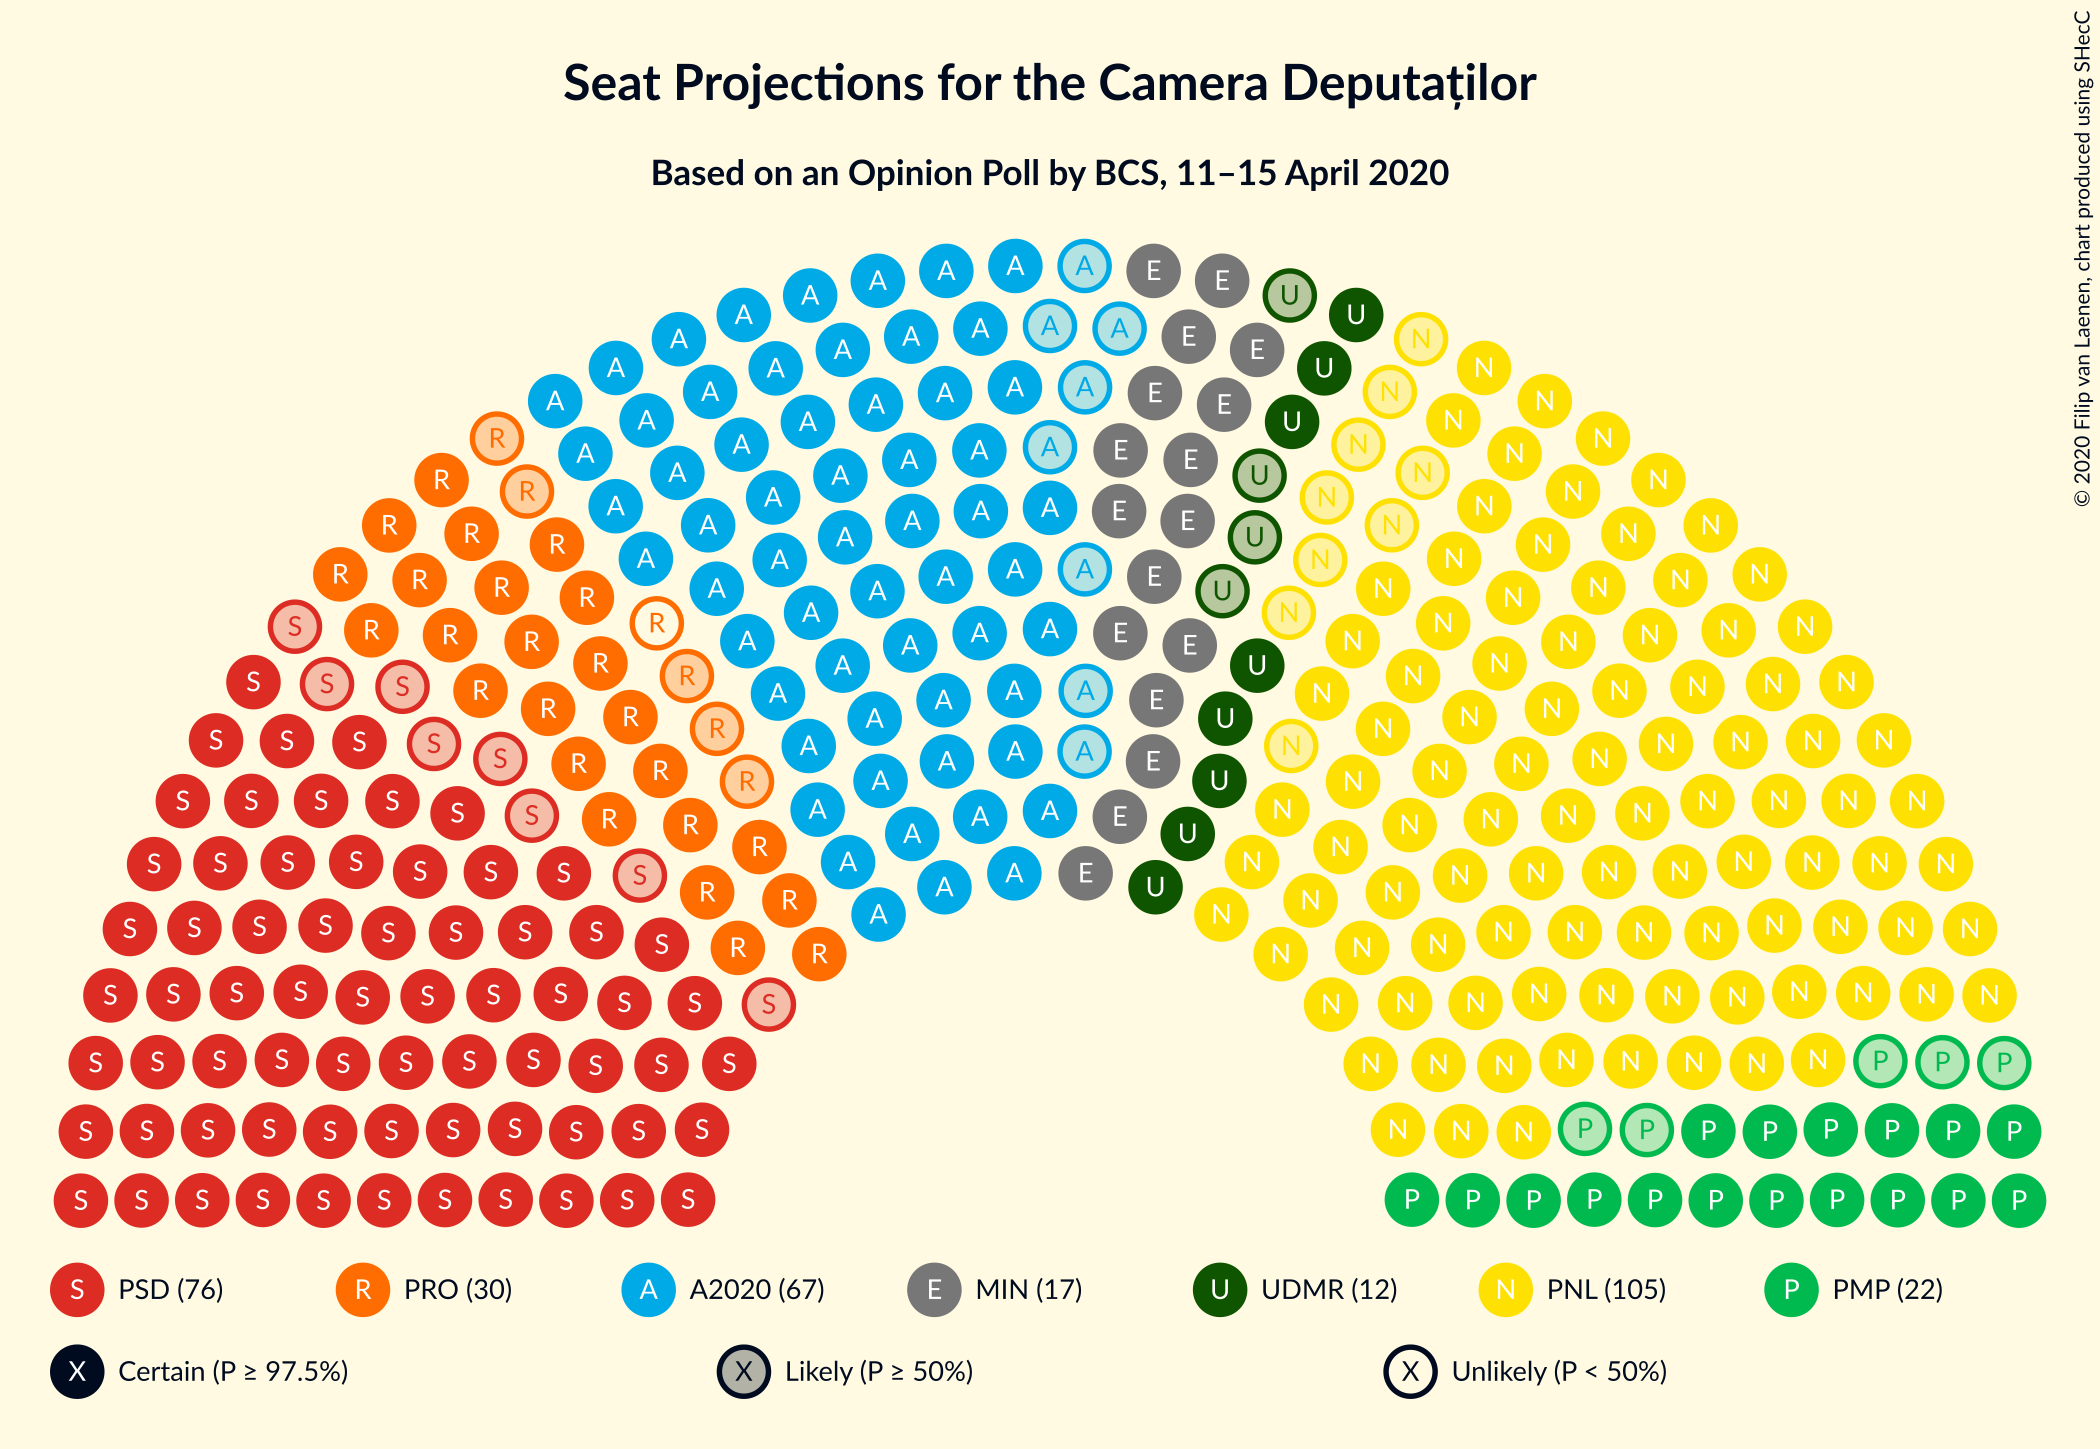 Seat Projections for the Camera Deputaților
Based on an Opinion Poll by BCS, 11–15 April 2020
© 2020 Filip van Laenen, chart produced using SHecC
S PSD (76) R PRO (30) A A2020 (67) E MIN (17) U UDMR (12) N PNL (105) P PMP (22)
X Certain (P ≥ 97.5%) X Likely (P ≥ 50%) X Unlikely (P < 50%)